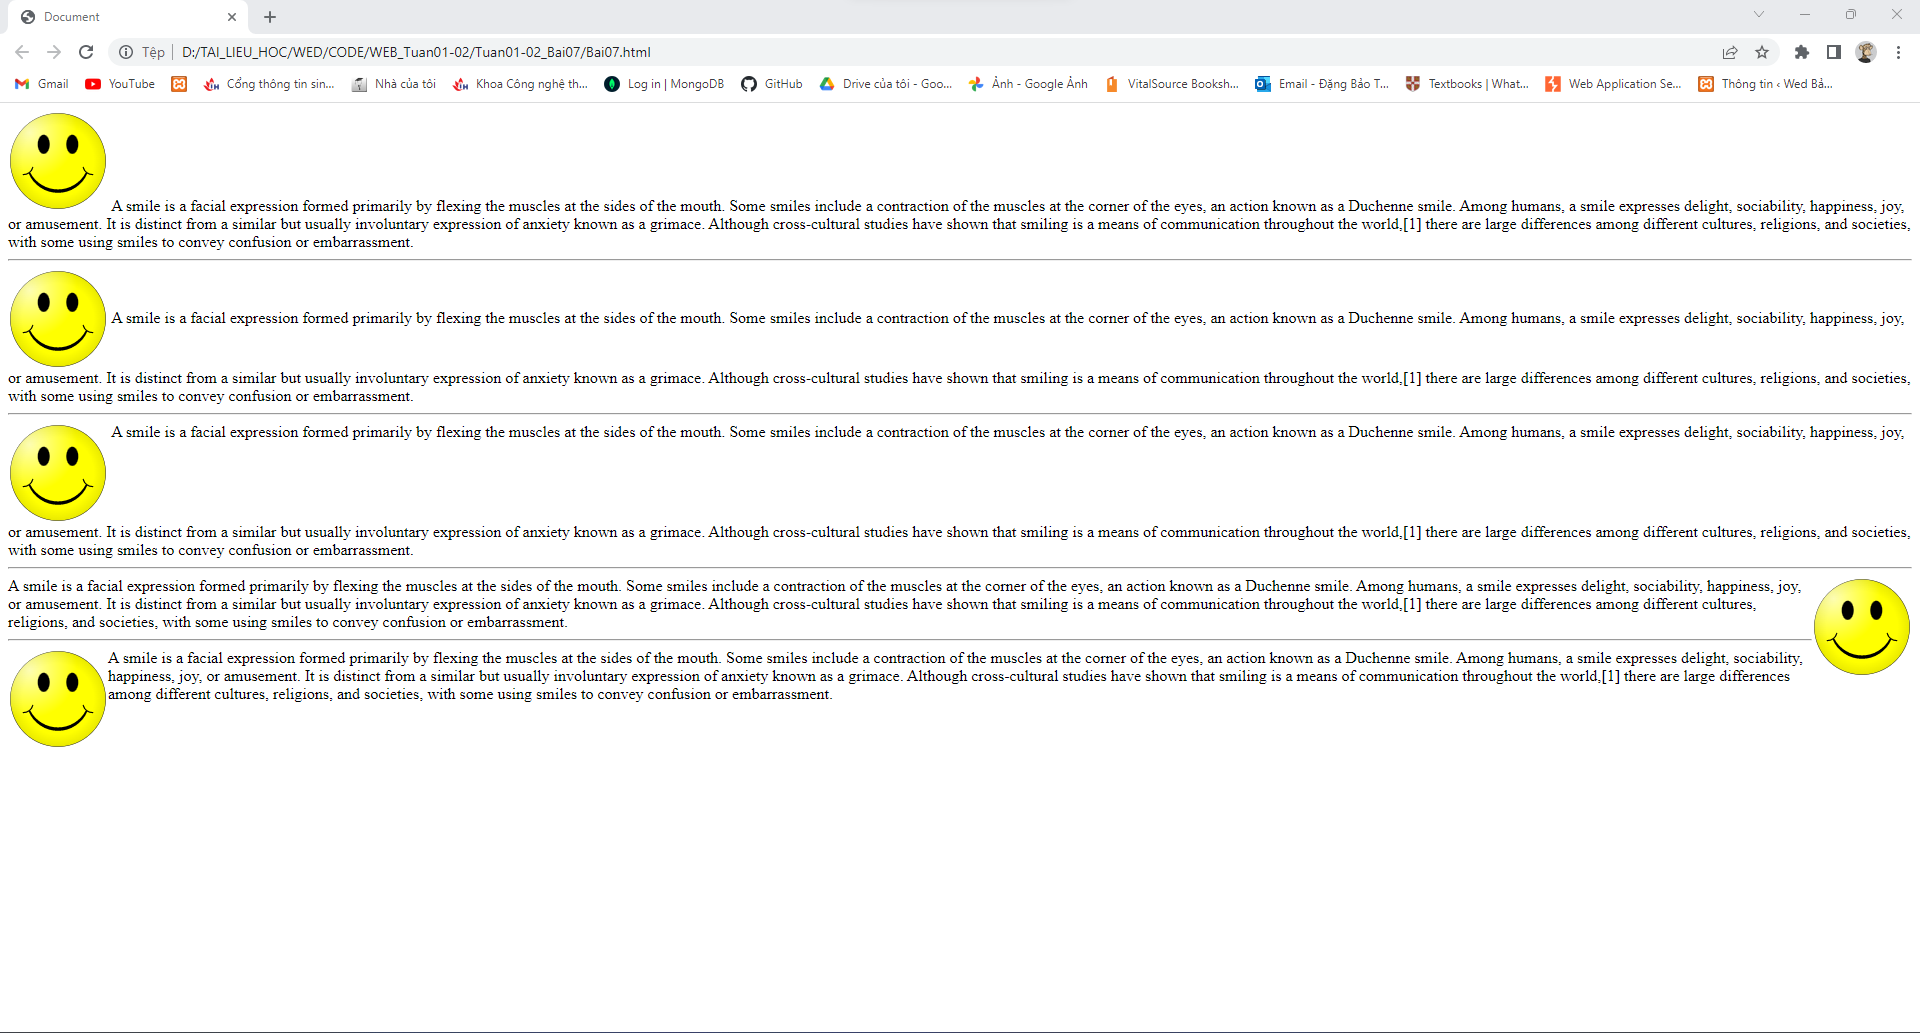 Document
Tệp D:/TAI_LIEU_HOC/WED/CODE/WEB_Tuan01-02/Tuan01-02_Bai07/Bai07.html
Gmail YouTube Cổng thông tin sin... Nhà của tôi Khoa Công nghệ th... Log in | MongoDB GitHub Drive của tôi - Goo... Ảnh - Google Ảnh VitalSource Booksh... Email - Đặng Bảo T... Textbooks | What... Web Application Se... Thông tin ‹ Wed Bả...
A smile is a facial expression formed primarily by flexing the muscles at the sides of the mouth. Some smiles include a contraction of the muscles at the corner of the eyes, an action known as a Duchenne smile. Among humans, a smile expresses delight, sociability, happiness, joy,
or amusement. It is distinct from a similar but usually involuntary expression of anxiety known as a grimace. Although cross-cultural studies have shown that smiling is a means of communication throughout the world,[1] there are large differences among different cultures, religions, and societies,
with some using smiles to convey confusion or embarrassment.
A smile is a facial expression formed primarily by flexing the muscles at the sides of the mouth. Some smiles include a contraction of the muscles at the corner of the eyes, an action known as a Duchenne smile. Among humans, a smile expresses delight, sociability, happiness, joy,
or amusement. It is distinct from a similar but usually involuntary expression of anxiety known as a grimace. Although cross-cultural studies have shown that smiling is a means of communication throughout the world,[1] there are large differences among different cultures, religions, and societies,
with some using smiles to convey confusion or embarrassment.
A smile is a facial expression formed primarily by flexing the muscles at the sides of the mouth. Some smiles include a contraction of the muscles at the corner of the eyes, an action known as a Duchenne smile. Among humans, a smile expresses delight, sociability, happiness, joy,
or amusement. It is distinct from a similar but usually involuntary expression of anxiety known as a grimace. Although cross-cultural studies have shown that smiling is a means of communication throughout the world,[1] there are large differences among different cultures, religions, and societies,
with some using smiles to convey confusion or embarrassment.
A smile is a facial expression formed primarily by flexing the muscles at the sides of the mouth. Some smiles include a contraction of the muscles at the corner of the eyes, an action known as a Duchenne smile. Among humans, a smile expresses delight, sociability, happiness, joy,
or amusement. It is distinct from a similar but usually involuntary expression of anxiety known as a grimace. Although cross-cultural studies have shown that smiling is a means of communication throughout the world,[1] there are large differences among different cultures,
religions, and societies, with some using smiles to convey confusion or embarrassment.
A smile is a facial expression formed primarily by flexing the muscles at the sides of the mouth. Some smiles include a contraction of the muscles at the corner of the eyes, an action known as a Duchenne smile. Among humans, a smile expresses delight, sociability,
happiness, joy, or amusement. It is distinct from a similar but usually involuntary expression of anxiety known as a grimace. Although cross-cultural studies have shown that smiling is a means of communication throughout the world,[1] there are large differences
among different cultures, religions, and societies, with some using smiles to convey confusion or embarrassment.